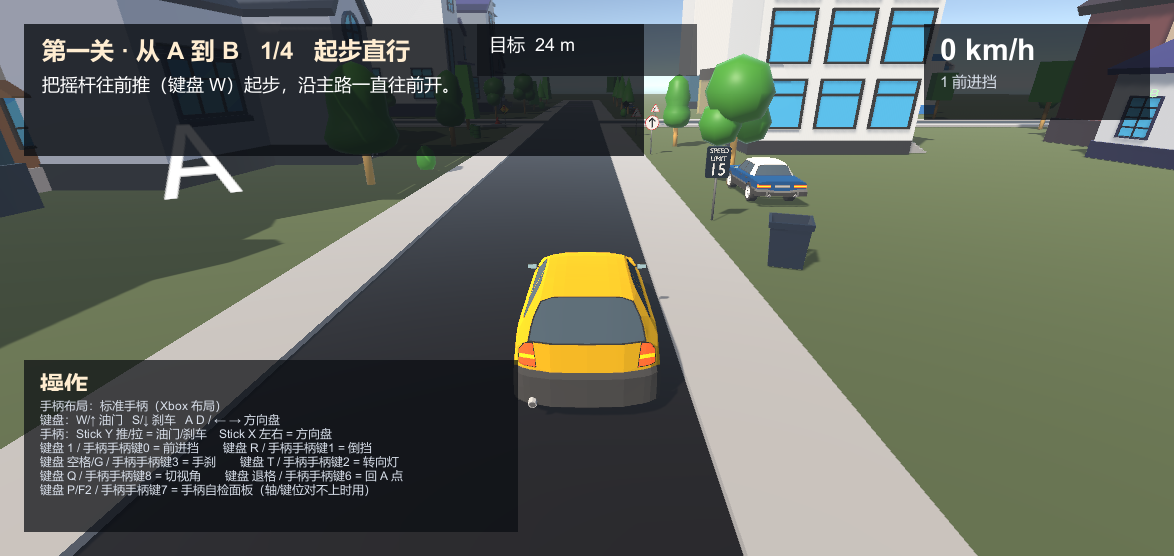 第一关 · 从 A 到 B 1/4 起步直行
把摇杆往前推（键盘 W）起步，沿主路一直往前开。
目标 24 m
0 km/h
1 前进挡
A
SPEED
LIMIT
15
操作
手柄布局：标准手柄（Xbox 布局）
键盘：W/↑ 油门 S/↓ 刹车 A D / ← → 方向盘
手柄：Stick Y 推/拉 = 油门/刹车 Stick X 左右 = 方向盘
键盘 1 / 手柄手柄键0 = 前进挡 键盘 R / 手柄手柄键1 = 倒挡
键盘 空格/G / 手柄手柄键3 = 手刹 键盘 T / 手柄手柄键2 = 转向灯
键盘 Q / 手柄手柄键8 = 切视角 键盘 退格 / 手柄手柄键6 = 回 A 点
键盘 P/F2 / 手柄手柄键7 = 手柄自检面板（轴/键位对不上时用）